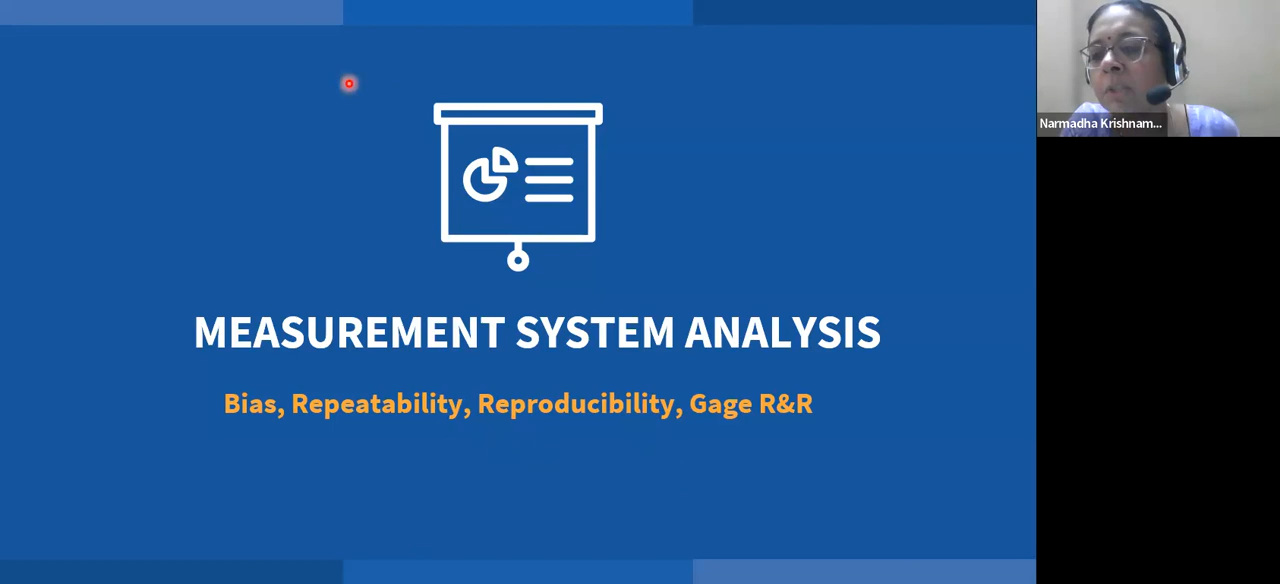 MEASUREMENT SYSTEM ANALYSIS
Bias, Repeatability, Reproducibility, Gage R&R
Narmadha Krishnam...